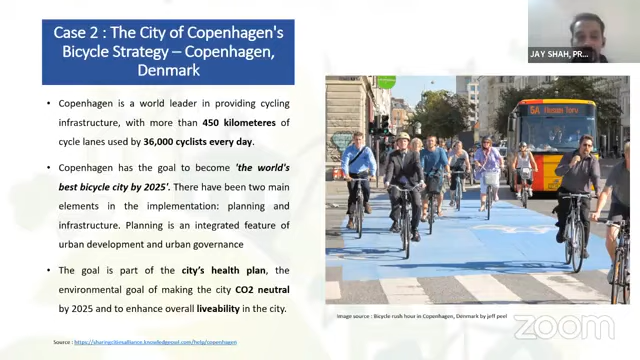 Case 2 : The City of Copenhagen's
Bicycle Strategy – Copenhagen,
Denmark
• Copenhagen is a world leader in providing cycling
infrastructure, with more than 450 kilometeres of
cycle lanes used by 36,000 cyclists every day.
• Copenhagen has the goal to become 'the world's
best bicycle city by 2025'. There have been two main
elements in the implementation: planning and
infrastructure. Planning is an integrated feature of
urban development and urban governance
• The goal is part of the city's health plan, the
environmental goal of making the city CO2 neutral
by 2025 and to enhance overall liveability in the city.
Source : https://sharingcitiesalliance.knowledgeowl.com/help/copenhagen
JAY SHAH, PR...
5A
Image source : Bicycle rush hour in Copenhagen, Denmark by jeff peel
zoom